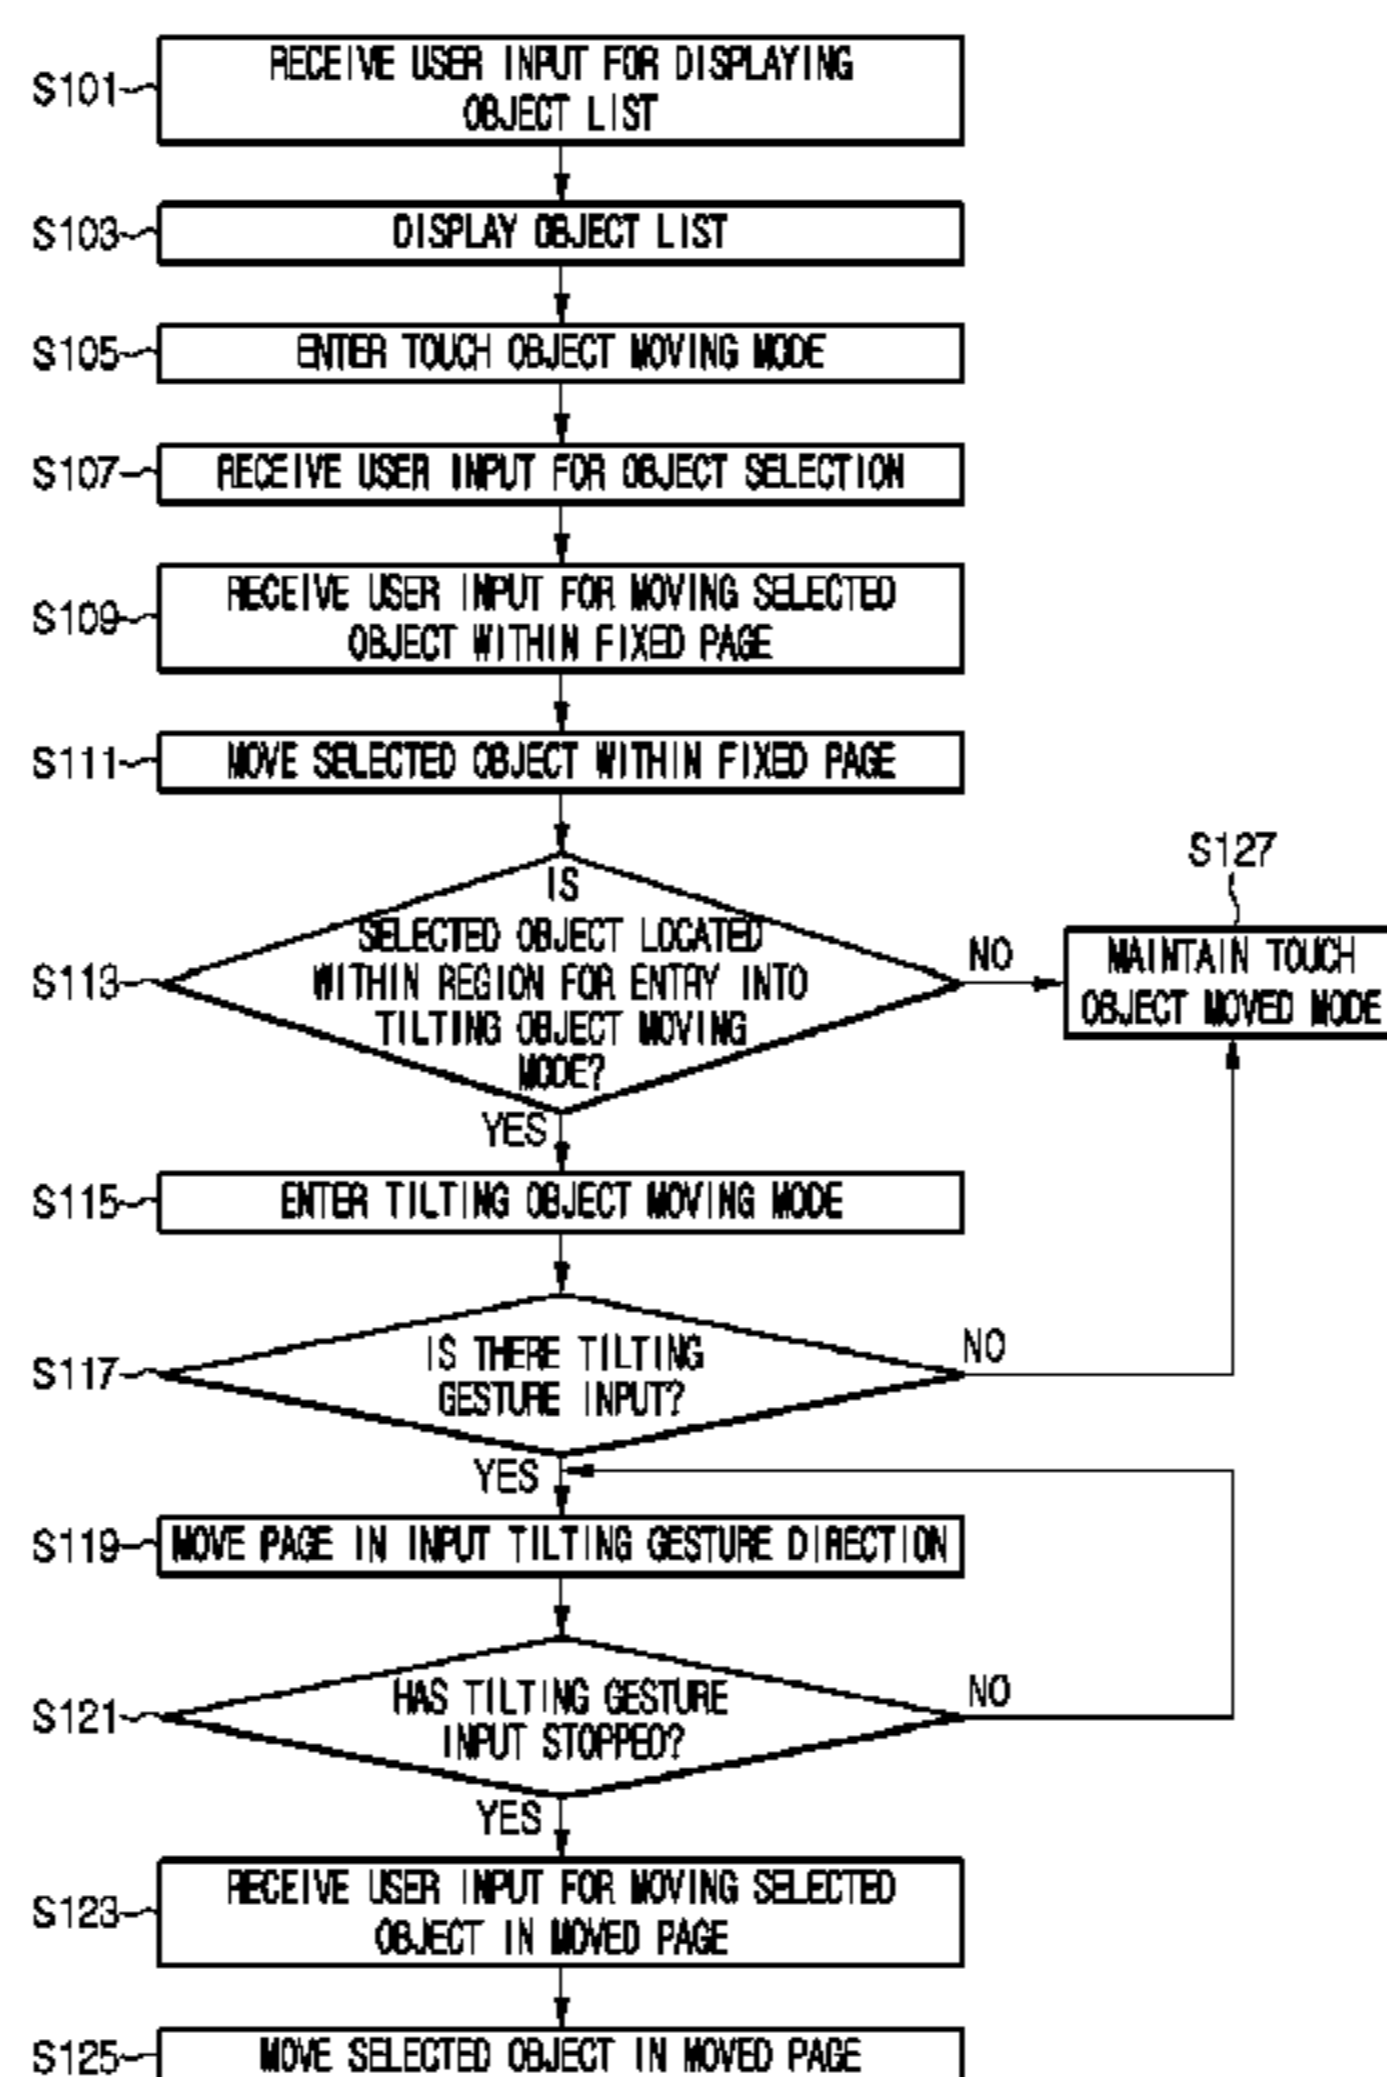 S101
RECEIVE USER INPUT FOR DISPLAYING
OBJECT LIST
S103
DISPLAY OBJECT LIST
S105
ENTER TOUCH OBJECT MOVING MODE
S107
RECEIVE USER INPUT FOR OBJECT SELECTION
S109
RECEIVE USER INPUT FOR MOVING SELECTED
OBJECT WITHIN FIXED PAGE
S111
MOVE SELECTED OBJECT WITHIN FIXED PAGE
S113
IS
SELECTED OBJECT LOCATED
WITHIN REGION FOR ENTRY INTO
TILTING OBJECT MOVING
MODE?
NO
S127
MAINTAIN TOUCH
OBJECT MOVED MODE
YES
S115
ENTER TILTING OBJECT MOVING MODE
S117
IS THERE TILTING
GESTURE INPUT?
NO
YES
S119
MOVE PAGE IN INPUT TILTING GESTURE DIRECTION
S121
HAS TILTING GESTURE
INPUT STOPPED?
NO
YES
S123
RECEIVE USER INPUT FOR MOVING SELECTED
OBJECT IN MOVED PAGE
S125
MOVE SELECTED OBJECT IN MOVED PAGE